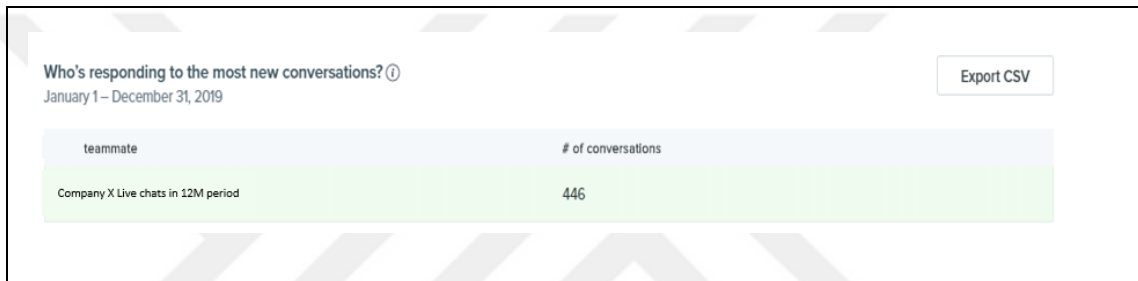 Who's responding to the most new conversations? i
January 1 – December 31, 2019
Export CSV
teammate # of conversations
Company X Live chats in 12M period 446